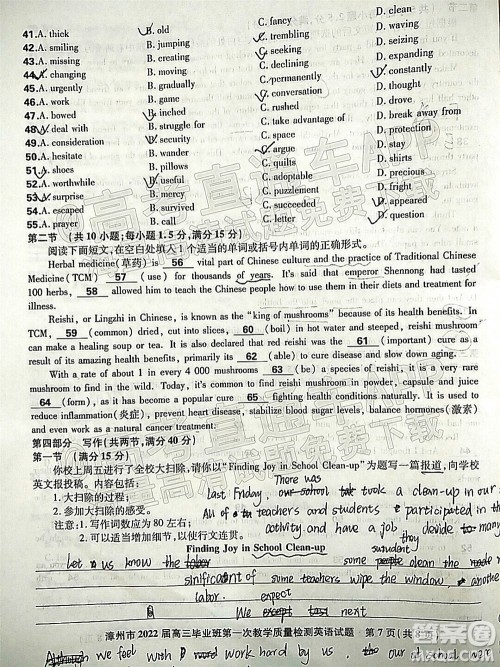 41.A. thick B. old C. fancy D. clean
42.A. smiling B. jumping C. trembling D. waving
43.A. missing B. creating C. seeking D. seizing
44.A. changing B. moving C. declining D. expanding
45.A. urgently B. gradually C. permanently D. constantly
46.A. work B. game C. conversation D. thought
47.A. bowed B. inched C. rushed D. drove
48.A. deal with B. struggle for C. take advantage of D. break away from
49.A. consideration B. security C. space D. protection
50.A. hesitate B. wander C. argue D. stay
51.A. shoes B. pillows C. quilts D. shirts
52.A. worthwhile B. useful C. adoptable D. precious
53.A. surprise B. mercy C. puzzlement D. sympathy
54.A. escaped B. survived C. succeeded D. appeared
55.A. prayer B. call C. letter D. question
第二节 (共10小题;每小题1.5分,满分15分)
阅读下面短文,在空白处填入1个适当的单词或括号内单词的正确形式。
Herbal medicine(草药) is 56 vital part of Chinese culture and the practice of Traditional Chinese
Medicine (TCM) 57 (use) for thousands of years. It's said that emperor Shennong had tasted
100 herbs, 58 allowed him to teach the Chinese people how to use them in their diets and for treatment of
illness.
Reishi, or Lingzhi in Chinese, is known as the "king of mushrooms" because of its health benefits. In
TCM, 59 (common) dried, cut into slices, 60 (boil) in hot water and steeped, reishi mushroom
can make a healing soup or tea. It is also declared that red reishi was the 61 (important) cure as a
result of its amazing health benefits, primarily its 62 (able) to cure disease and slow down aging.
With a rate of about 1 in every 4 000 mushrooms 63 (be) a species of reishi, it is a very rare
mushroom to find in the wild. Today, it's common to find reishi mushroom in powder, capsule and juice
64 (form), as it has become a popular cure 65 fighting health conditions naturally. It is used to
reduce inflammation(炎症), prevent heart disease, stabilize blood sugar levels, balance hormones(激素)
and even work as a natural cancer treatment.
第四部分 写作(共两节,满分40分)
第一节 (满分15分)
你校上周五进行了全校大扫除,请你以"Finding Joy in School Clean-up"为题写一篇报道,向学校
英文报投稿。内容包括:
There was
1.大扫除的过程;
last Friday, our school took a clean-up in our
2.参加大扫除的感受。
All of teachers and students participated in th
注意:1.写作词数应为80左右;
activity and have a job, they decide to many
2.可以适当增加细节,以使行文连贯。
Finding Joy in School Clean-up
student
Let us know the some people clean the
of some teachers wipe the window, another
labor. expect
We except last next
we feel with work hard by us,
漳州市2022届高三毕业班第一次教学质量检测英语试题 第7页(共
答案圈